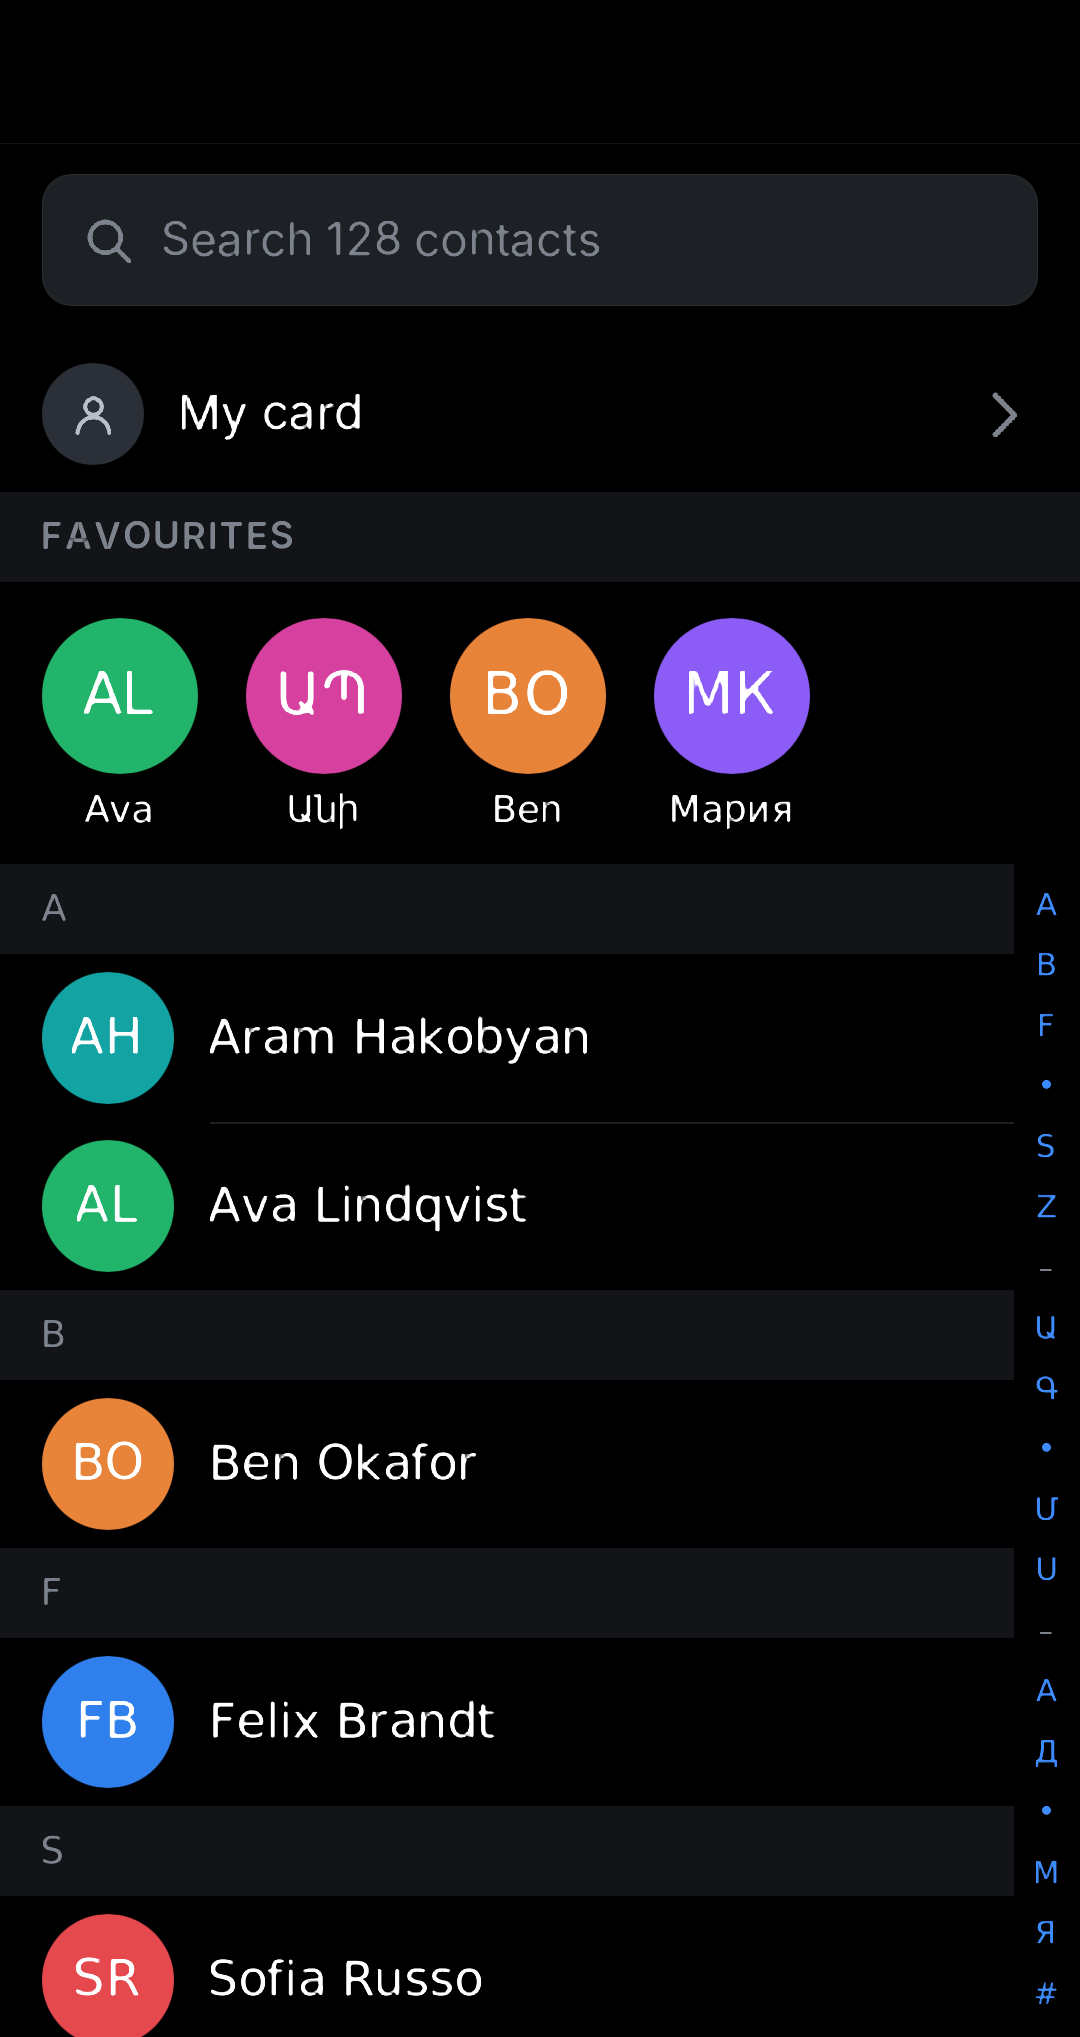 Search 128 contacts
My card
FAVOURITES
AL ԱՊ BO MK
Ava Անի Ben Мария
A
AH Aram Hakobyan
AL Ava Lindqvist
B
BO Ben Okafor
F
FB Felix Brandt
S
SR Sofia Russo
A
B
F
•
S
Z
–
Ա
Գ
•
Մ
Ս
–
А
Д
•
М
Я
#